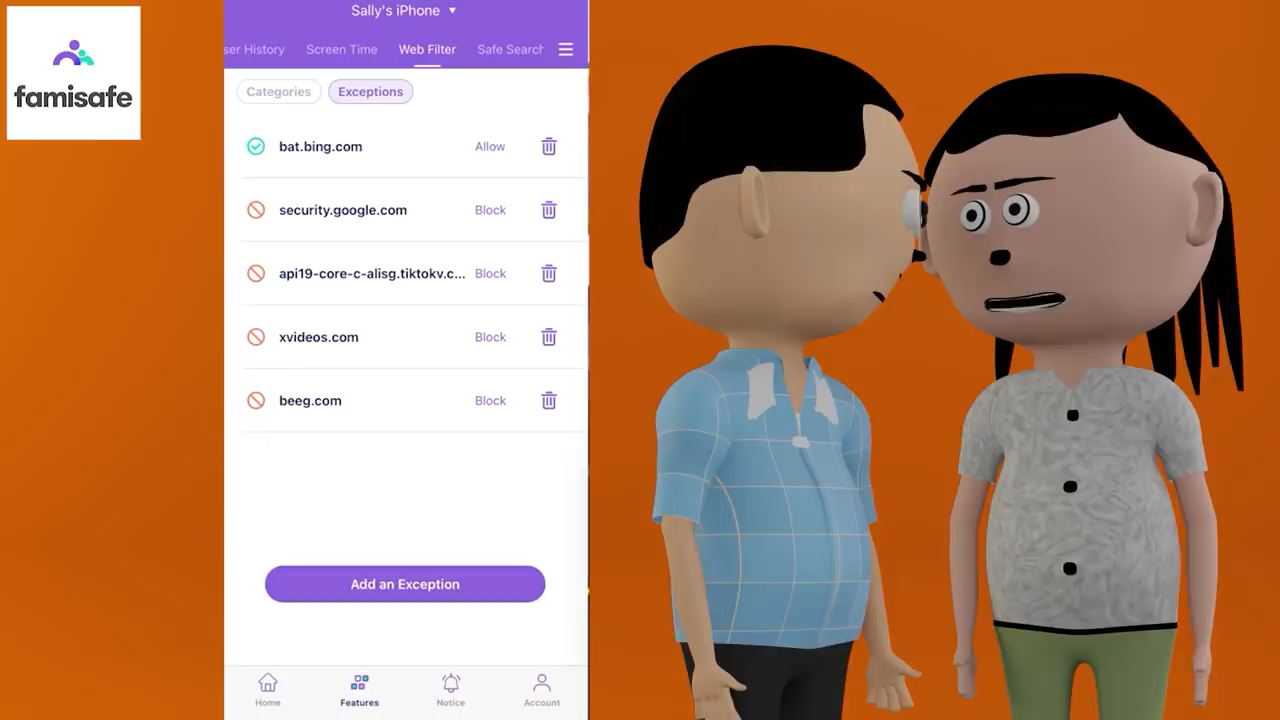 famisafe
Sally's iPhone
ser History Screen Time Web Filter Safe Search
Categories Exceptions
bat.bing.com Allow
security.google.com Block
api19-core-c-alisg.tiktokv.c... Block
xvideos.com Block
beeg.com Block
Add an Exception
Home Features Notice Account